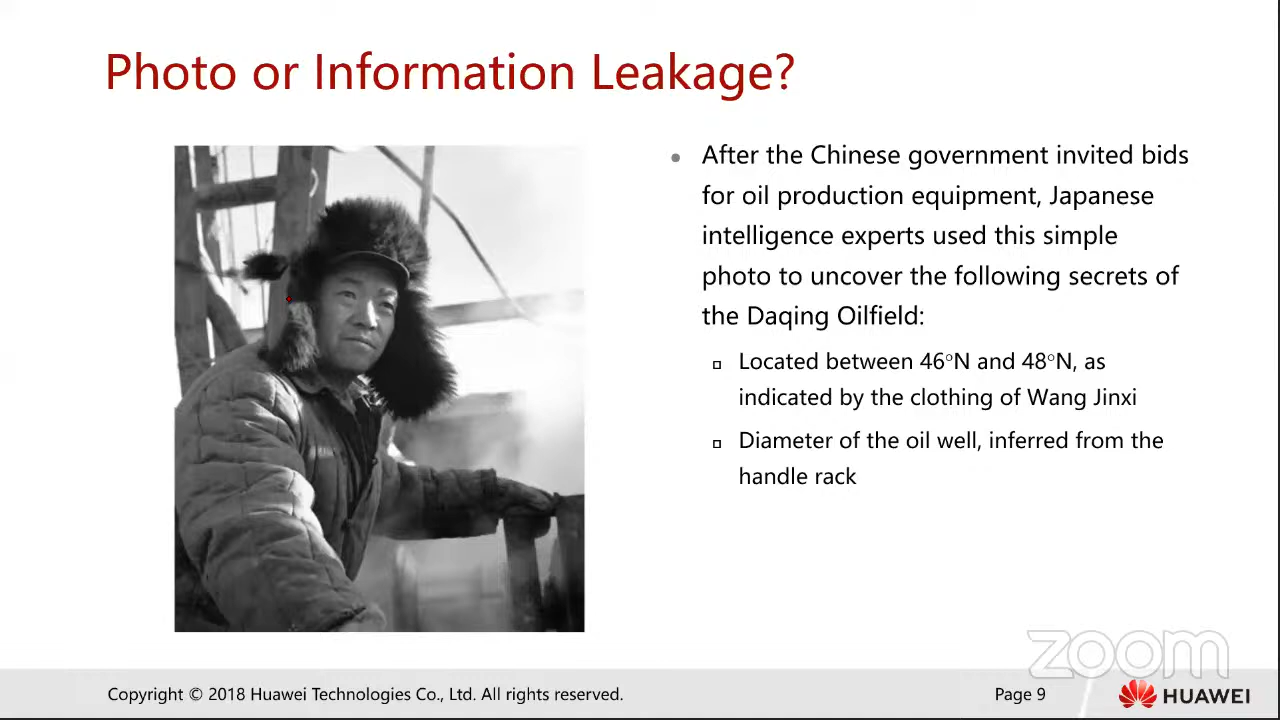 Photo or Information Leakage?
After the Chinese government invited bids
for oil production equipment, Japanese
intelligence experts used this simple
photo to uncover the following secrets of
the Daqing Oilfield:
Located between 46°N and 48°N, as
indicated by the clothing of Wang Jinxi
Diameter of the oil well, inferred from the
handle rack
zoom
Copyright © 2018 Huawei Technologies Co., Ltd. All rights reserved.
Page 9
HUAWEI